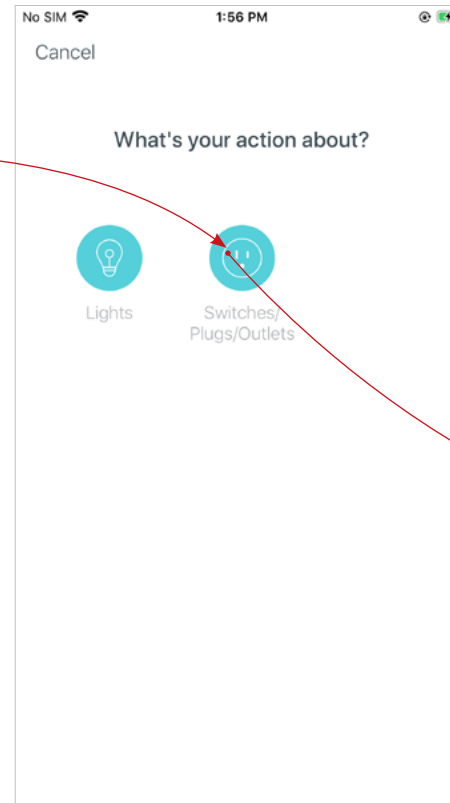 No SIM 1:56 PM
Cancel
What's your action about?
Lights
Switches/
Plugs/Outlets